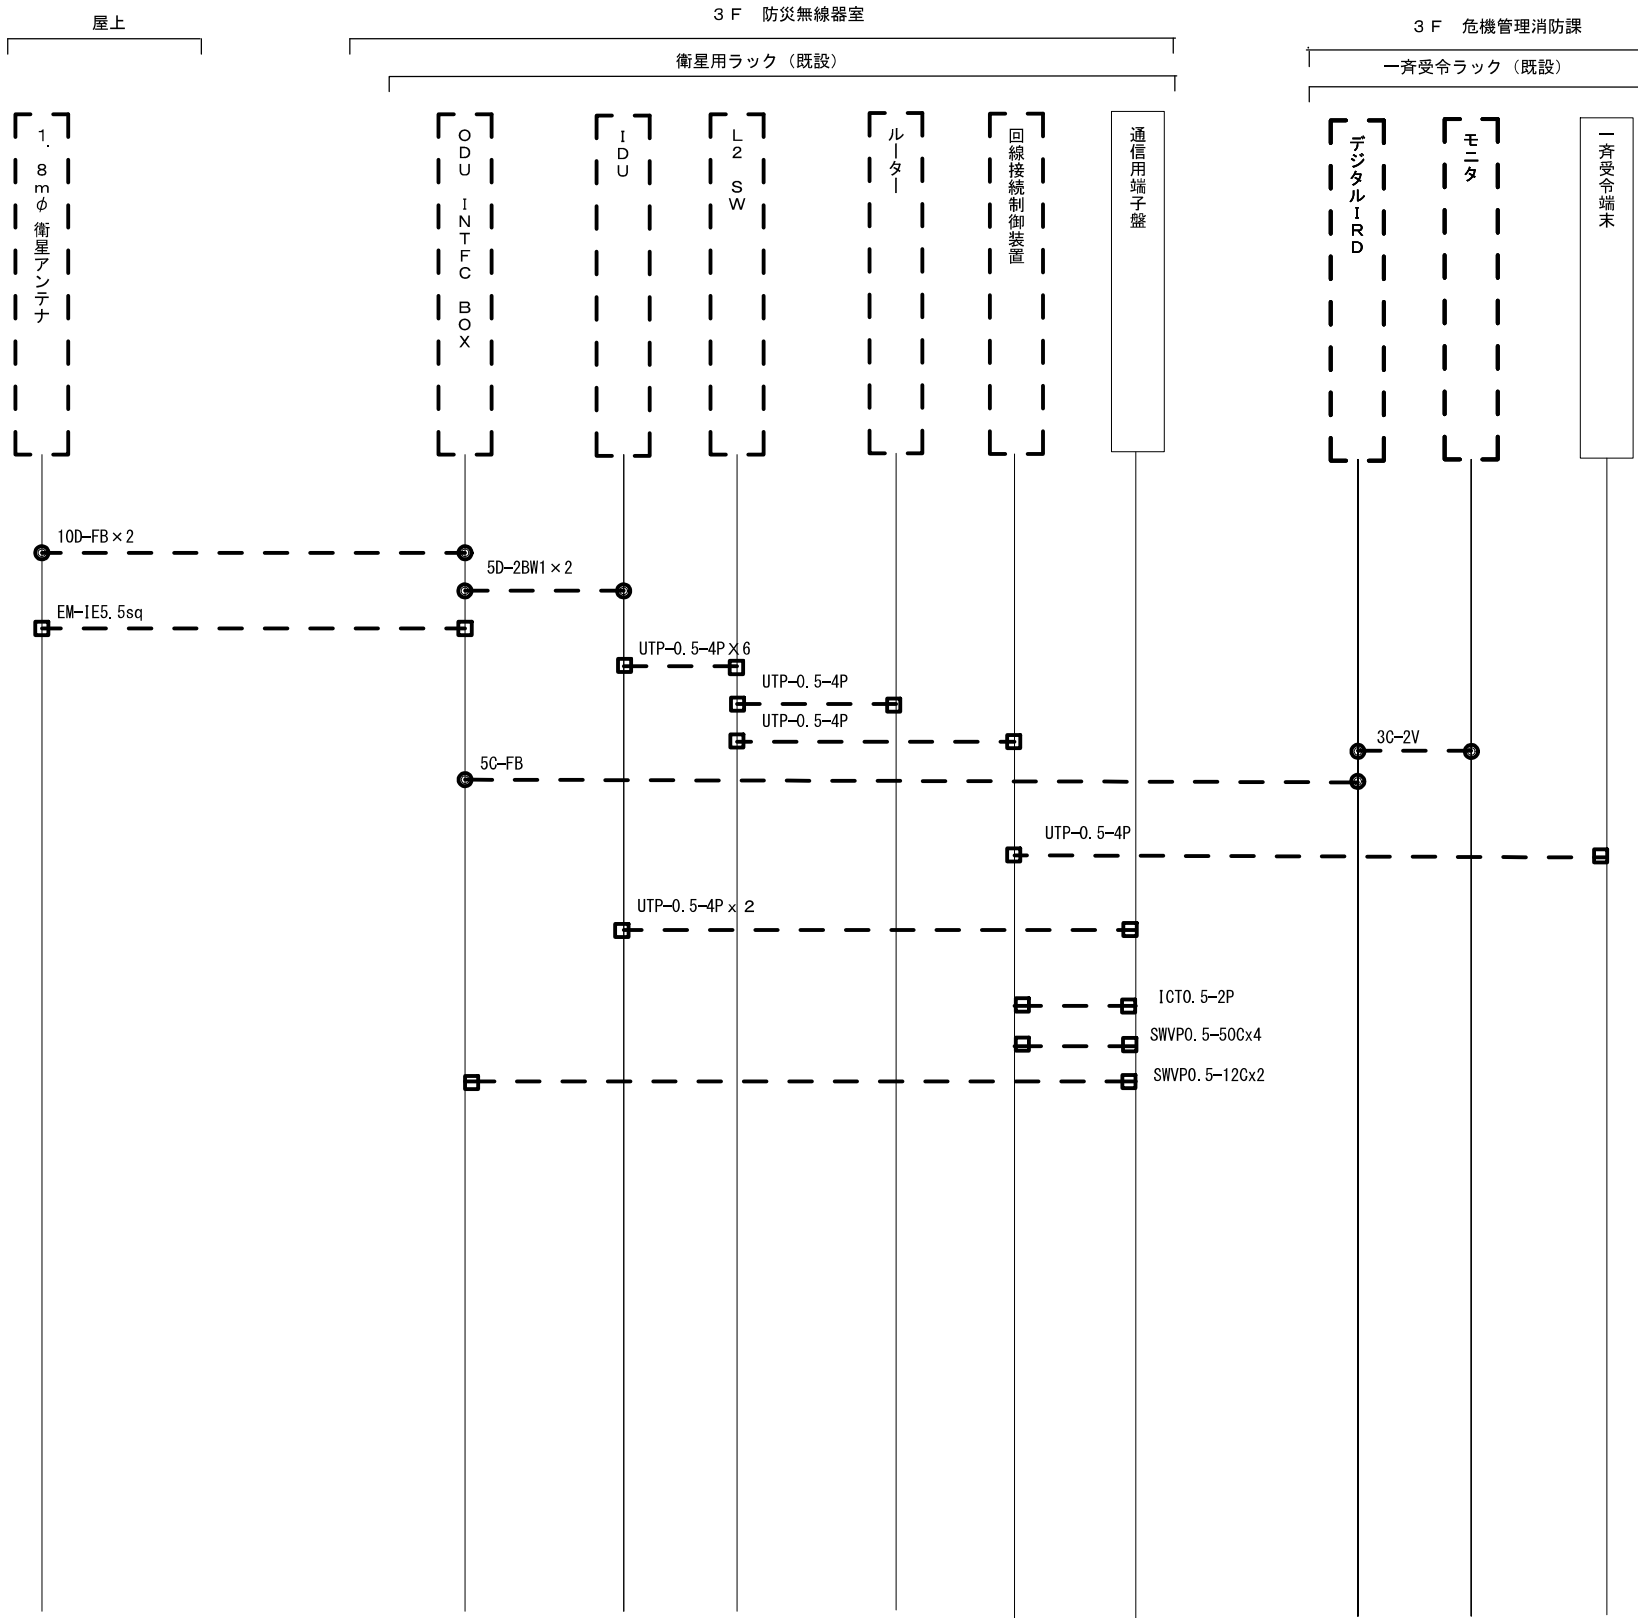 屋上
３Ｆ　防災無線器室
３Ｆ　危機管理消防課
衛星用ラック（既設）
一斉受令ラック（既設）
１．８ｍφ衛星アンテナ
ＯＤＵ　ＩＮＴＦＣ　ＢＯＸ
ＩＤＵ
Ｌ２　ＳＷ
ルーター
回線接続制御装置
通信用端子盤
デジタルＩＲＤ
モニタ
一斉受令端末
10D-FB×2
5D-2BW1×2
EM-IE5.5sq
UTP-0.5-4P×6
UTP-0.5-4P
UTP-0.5-4P
3C-2V
5C-FB
UTP-0.5-4P
UTP-0.5-4Px２
ICT0.5-2P
SWVP0.5-50Cx4
SWVP0.5-12Cx2